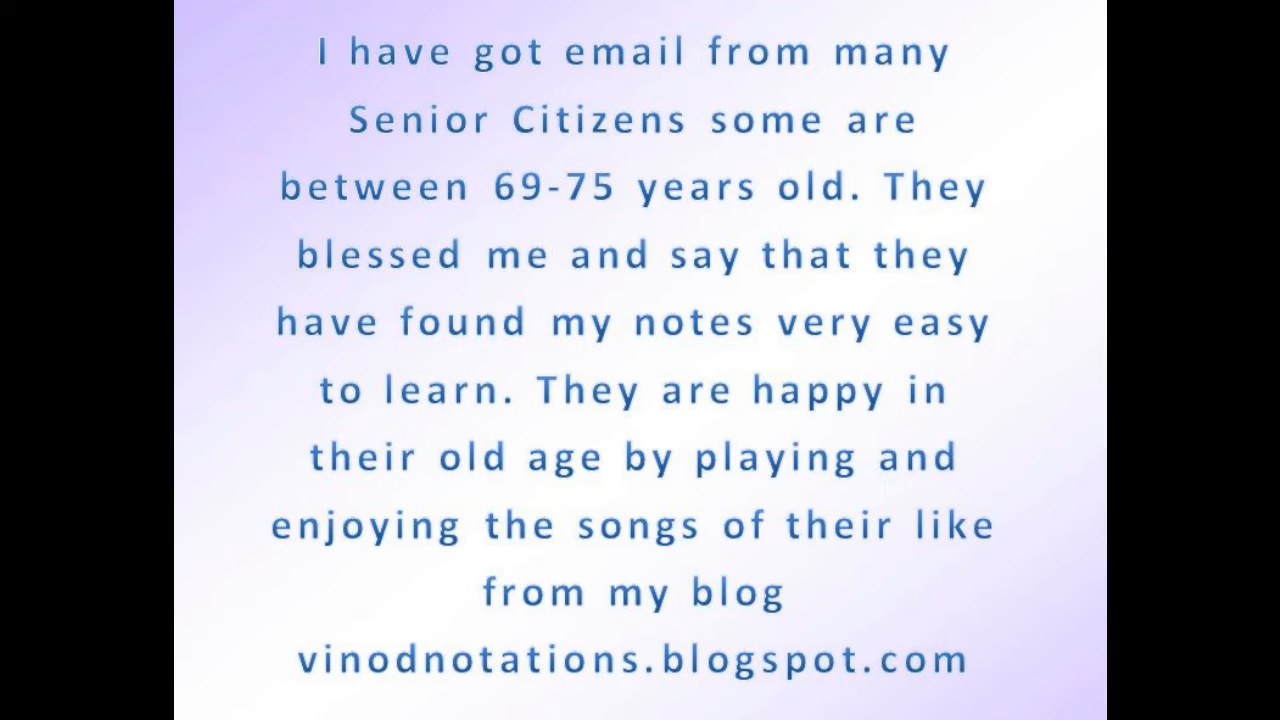 I have got email from many
Senior Citizens some are
between 69-75 years old. They
blessed me and say that they
have found my notes very easy
to learn. They are happy in
their old age by playing and
enjoying the songs of their like
from my blog
vinodnotations.blogspot.com